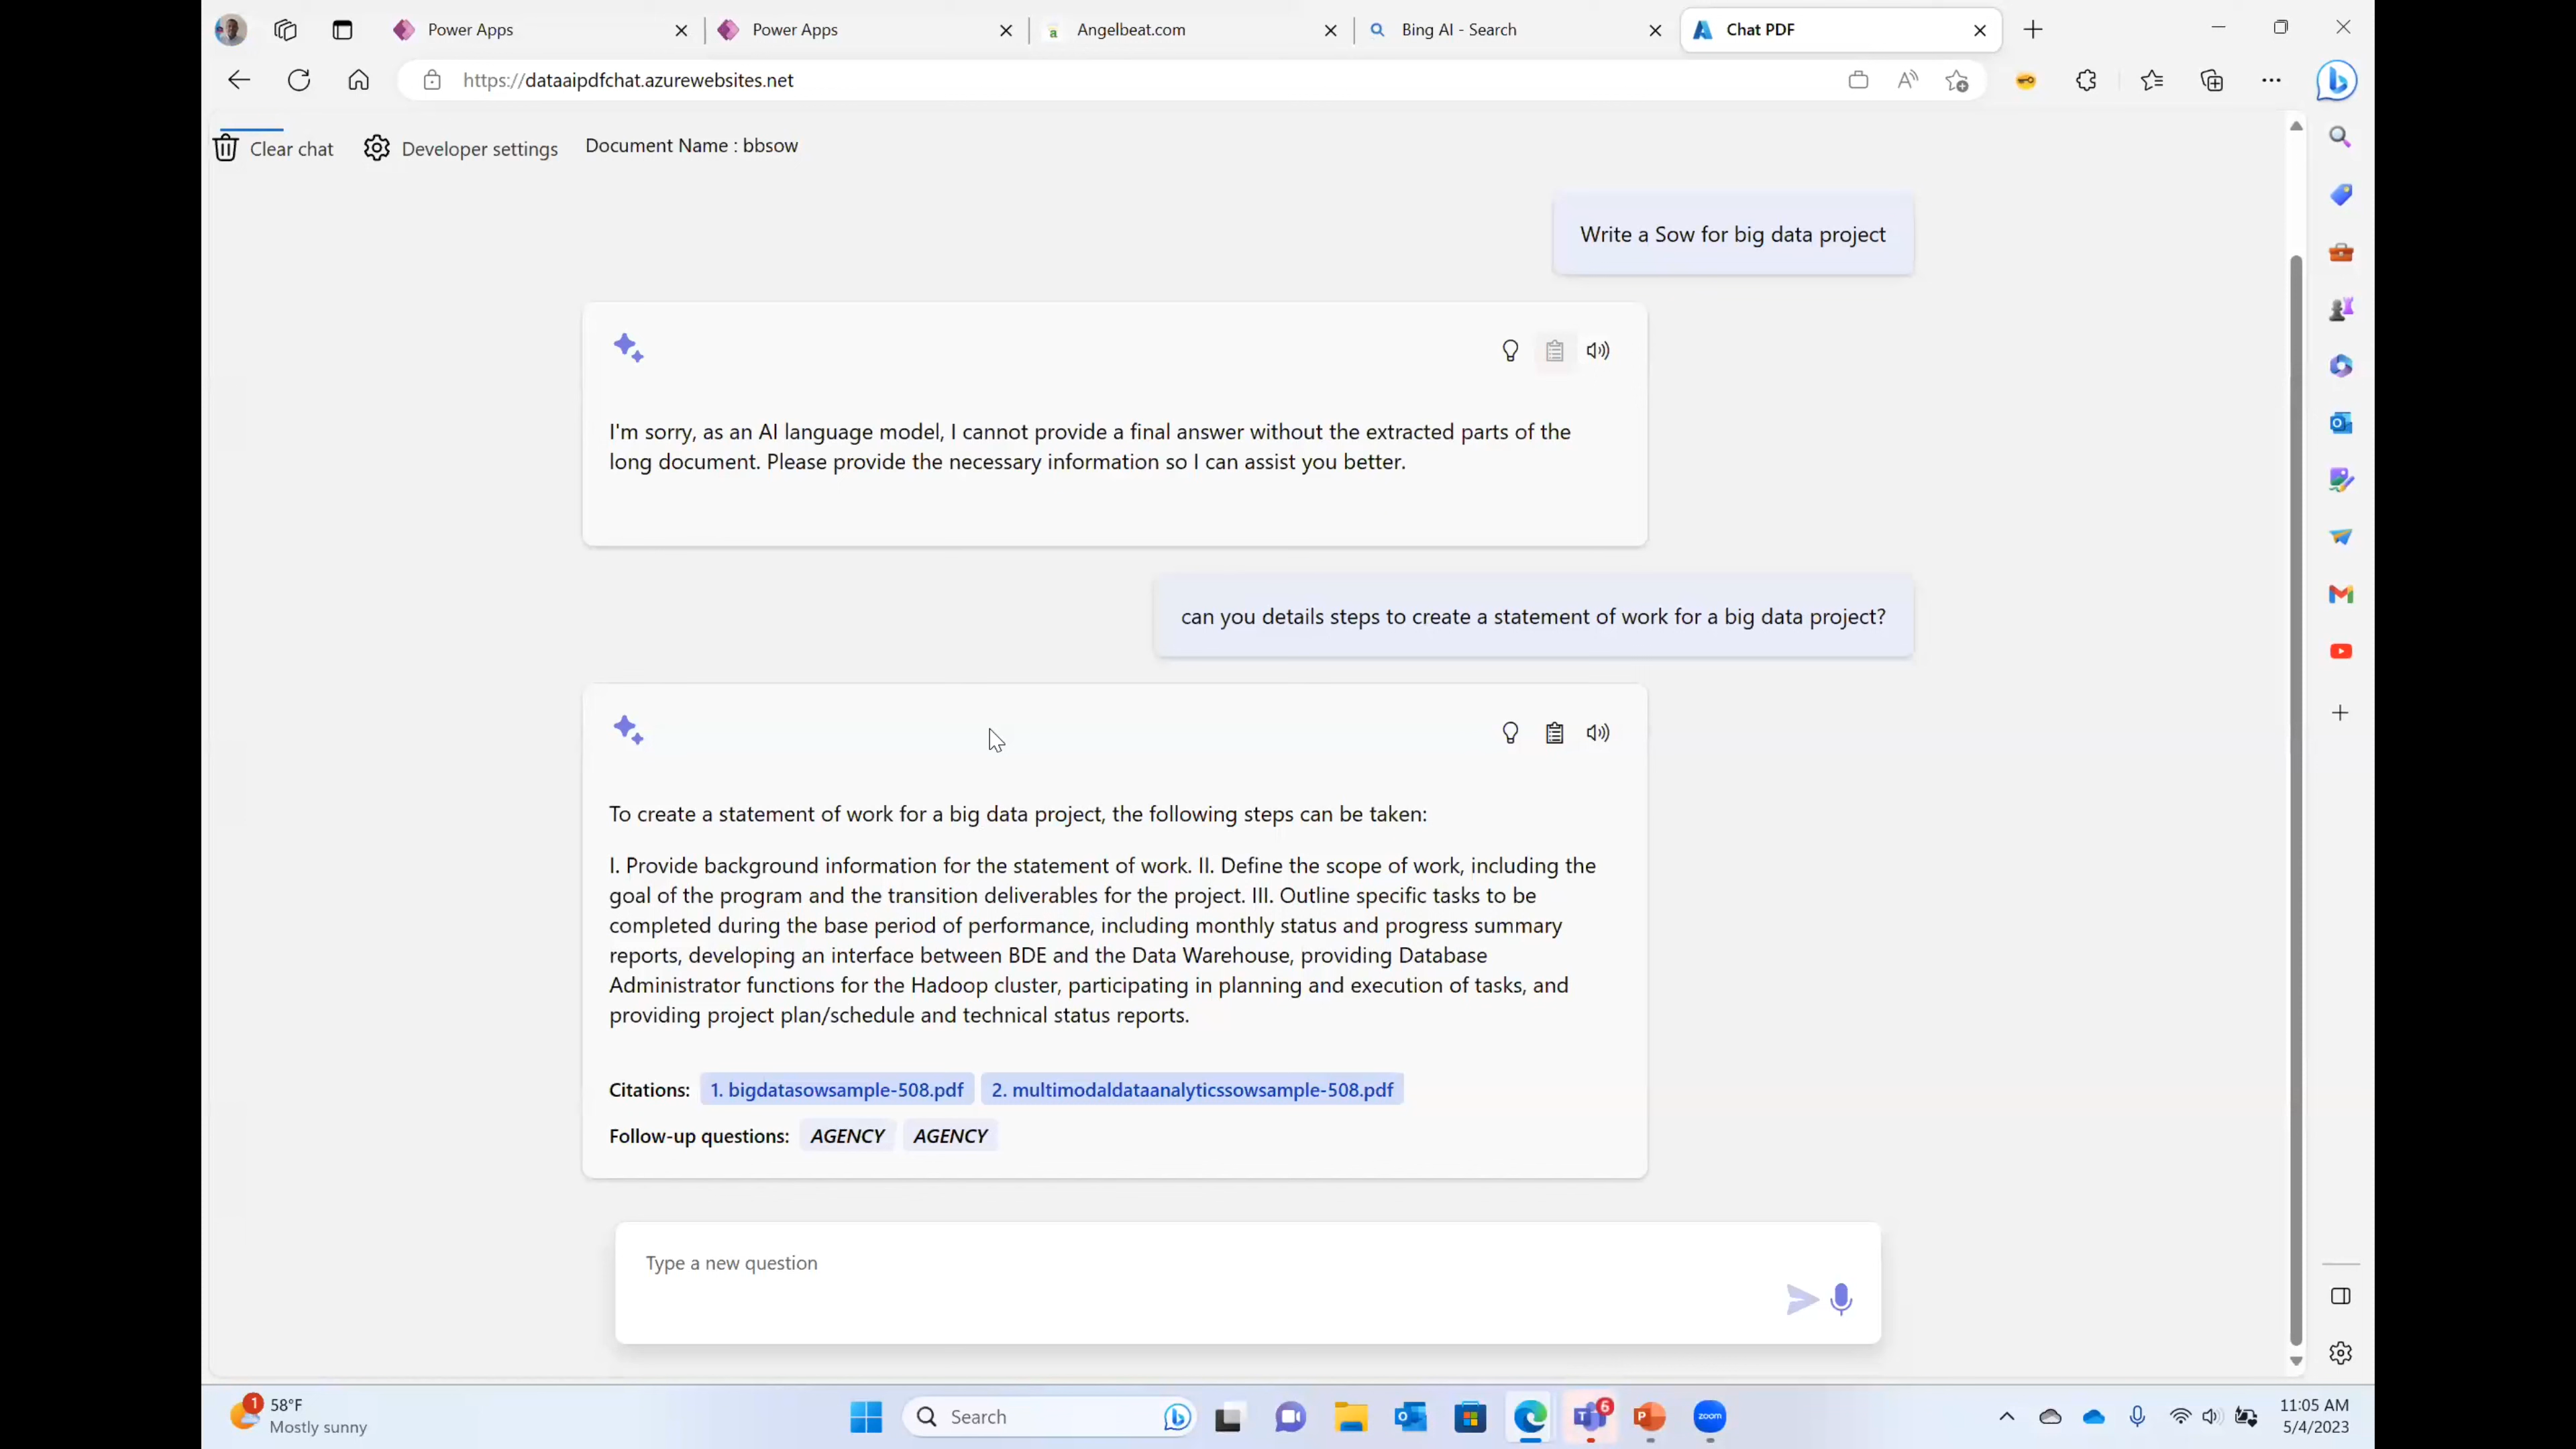 Power Apps
Power Apps
a
Angelbeat.com
Bing AI - Search
Chat PDF
https://dataaipdfchat.azurewebsites.net
Clear chat
Developer settings
Document Name : bbsow
Write a Sow for big data project
I'm sorry, as an AI language model, I cannot provide a final answer without the extracted parts of the
long document. Please provide the necessary information so I can assist you better.
can you details steps to create a statement of work for a big data project?
To create a statement of work for a big data project, the following steps can be taken:
I. Provide background information for the statement of work. II. Define the scope of work, including the
goal of the program and the transition deliverables for the project. III. Outline specific tasks to be
completed during the base period of performance, including monthly status and progress summary
reports, developing an interface between BDE and the Data Warehouse, providing Database
Administrator functions for the Hadoop cluster, participating in planning and execution of tasks, and
providing project plan/schedule and technical status reports.
Citations: 1. bigdatasowsample-508.pdf 2. multimodaldataanalyticssowsample-508.pdf
Follow-up questions: AGENCY AGENCY
Type a new question
1
58°F
Mostly sunny
Search
6
zoom
11:05 AM
5/4/2023